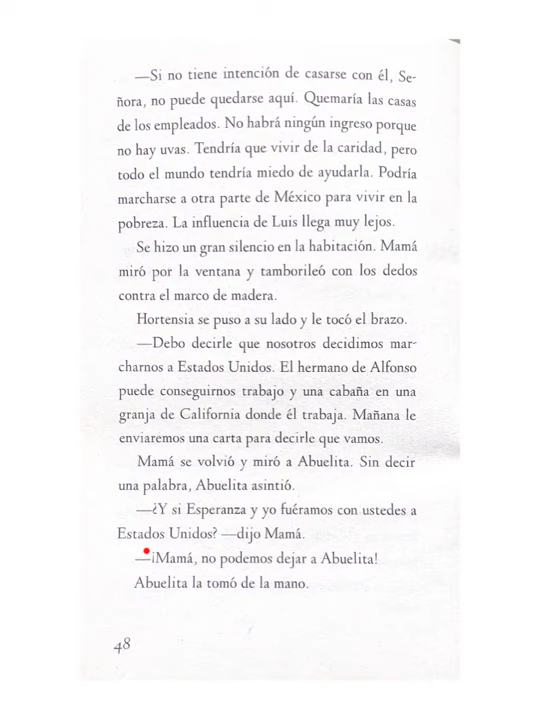 —Si no tiene intención de casarse con él, Se-
ñora, no puede quedarse aquí. Quemaría las casas
de los empleados. No habrá ningún ingreso porque
no hay uvas. Tendría que vivir de la caridad, pero
todo el mundo tendría miedo de ayudarla. Podría
marcharse a otra parte de México para vivir en la
pobreza. La influencia de Luis llega muy lejos.
Se hizo un gran silencio en la habitación. Mamá
miró por la ventana y tamborileó con los dedos
contra el marco de madera.
Hortensia se puso a su lado y le tocó el brazo.
—Debo decirle que nosotros decidimos mar-
charnos a Estados Unidos. El hermano de Alfonso
puede conseguirnos trabajo y una cabaña en una
granja de California donde él trabaja. Mañana le
enviaremos una carta para decirle que vamos.
Mamá se volvió y miró a Abuelita. Sin decir
una palabra, Abuelita asintió.
—¿Y si Esperanza y yo fuéramos con ustedes a
Estados Unidos? —dijo Mamá.
—¡Mamá, no podemos dejar a Abuelita!
Abuelita la tomó de la mano.
48